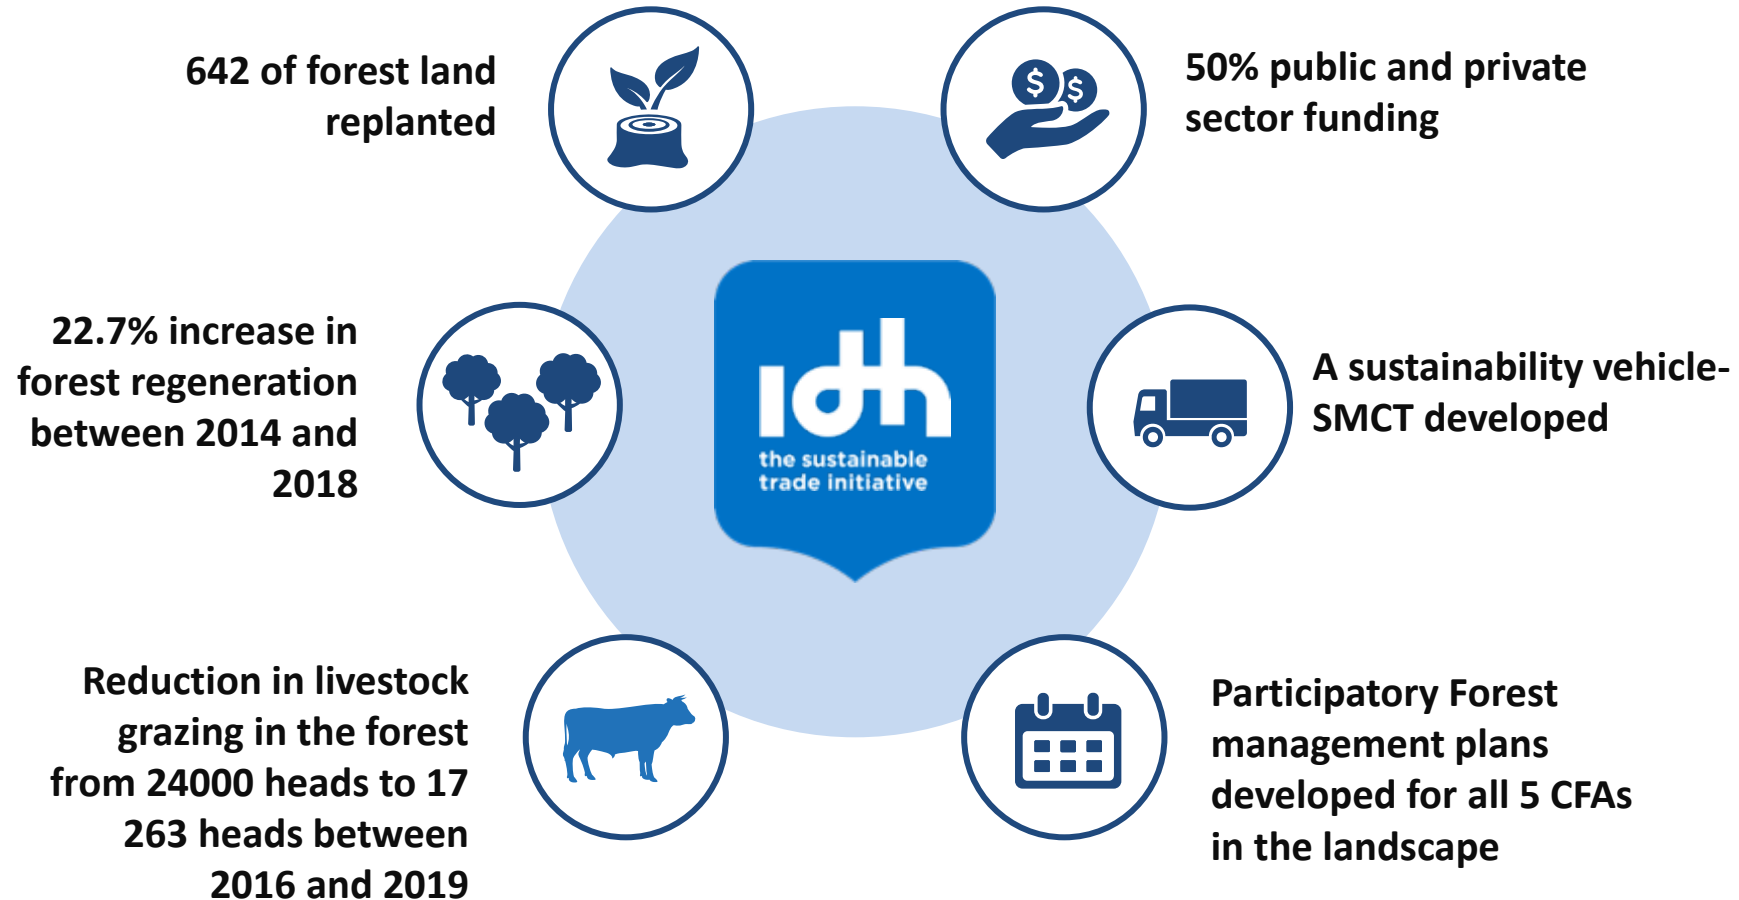 642 of forest land
replanted
50% public and private
sector funding
22.7% increase in
forest regeneration
between 2014 and
2018
idh
the sustainable
trade initiative
A sustainability vehicle-
SMCT developed
Reduction in livestock
grazing in the forest
from 24000 heads to 17
263 heads between
2016 and 2019
Participatory Forest
management plans
developed for all 5 CFAs
in the landscape
$
$